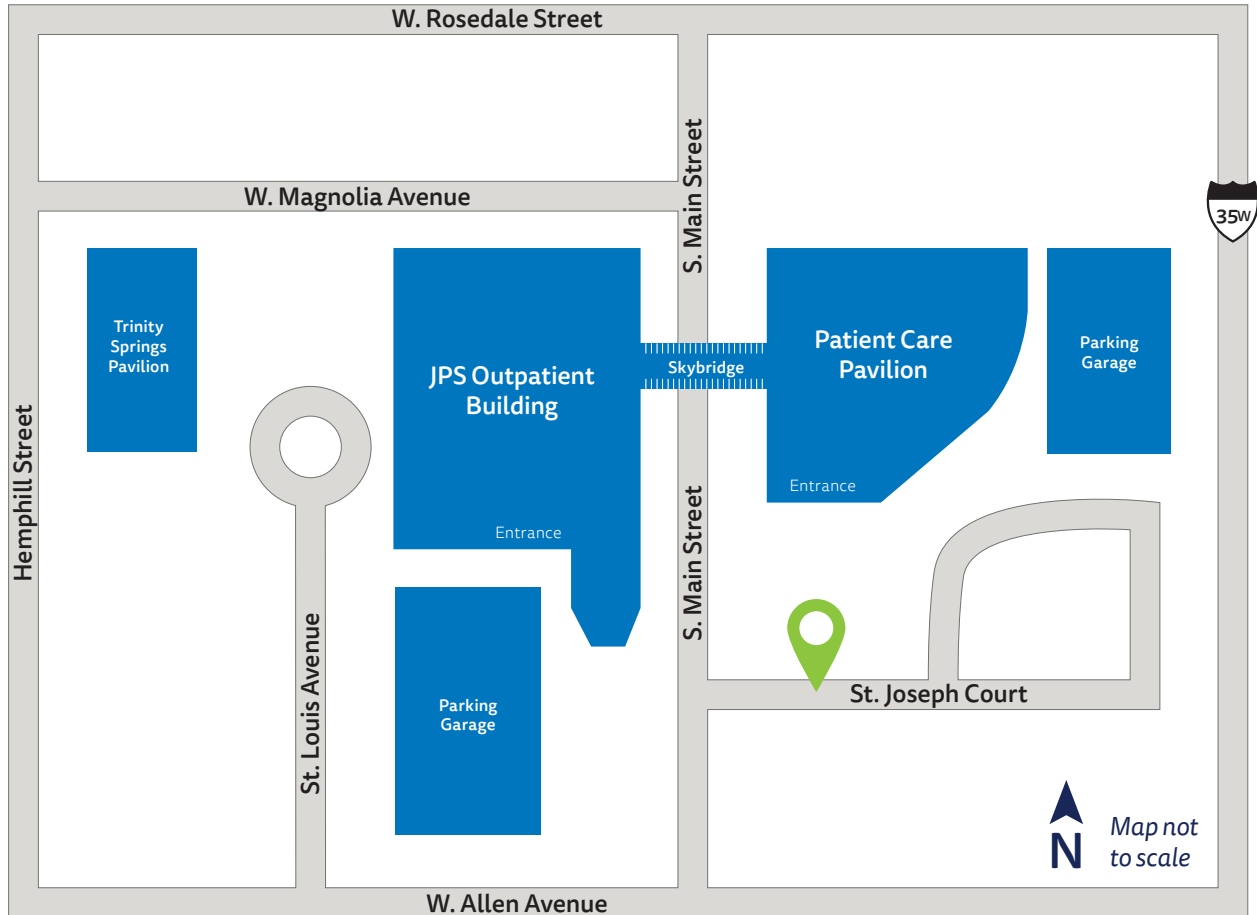 W. Rosedale Street
S. Main Street
W. Magnolia Avenue
35W
Trinity
Springs
Pavilion
JPS Outpatient
Building
Skybridge
Patient Care
Pavilion
Parking
Garage
Hemphill Street
Entrance
Entrance
S. Main Street
St. Louis Avenue
Parking
Garage
St. Joseph Court
N
Map not
to scale
W. Allen Avenue